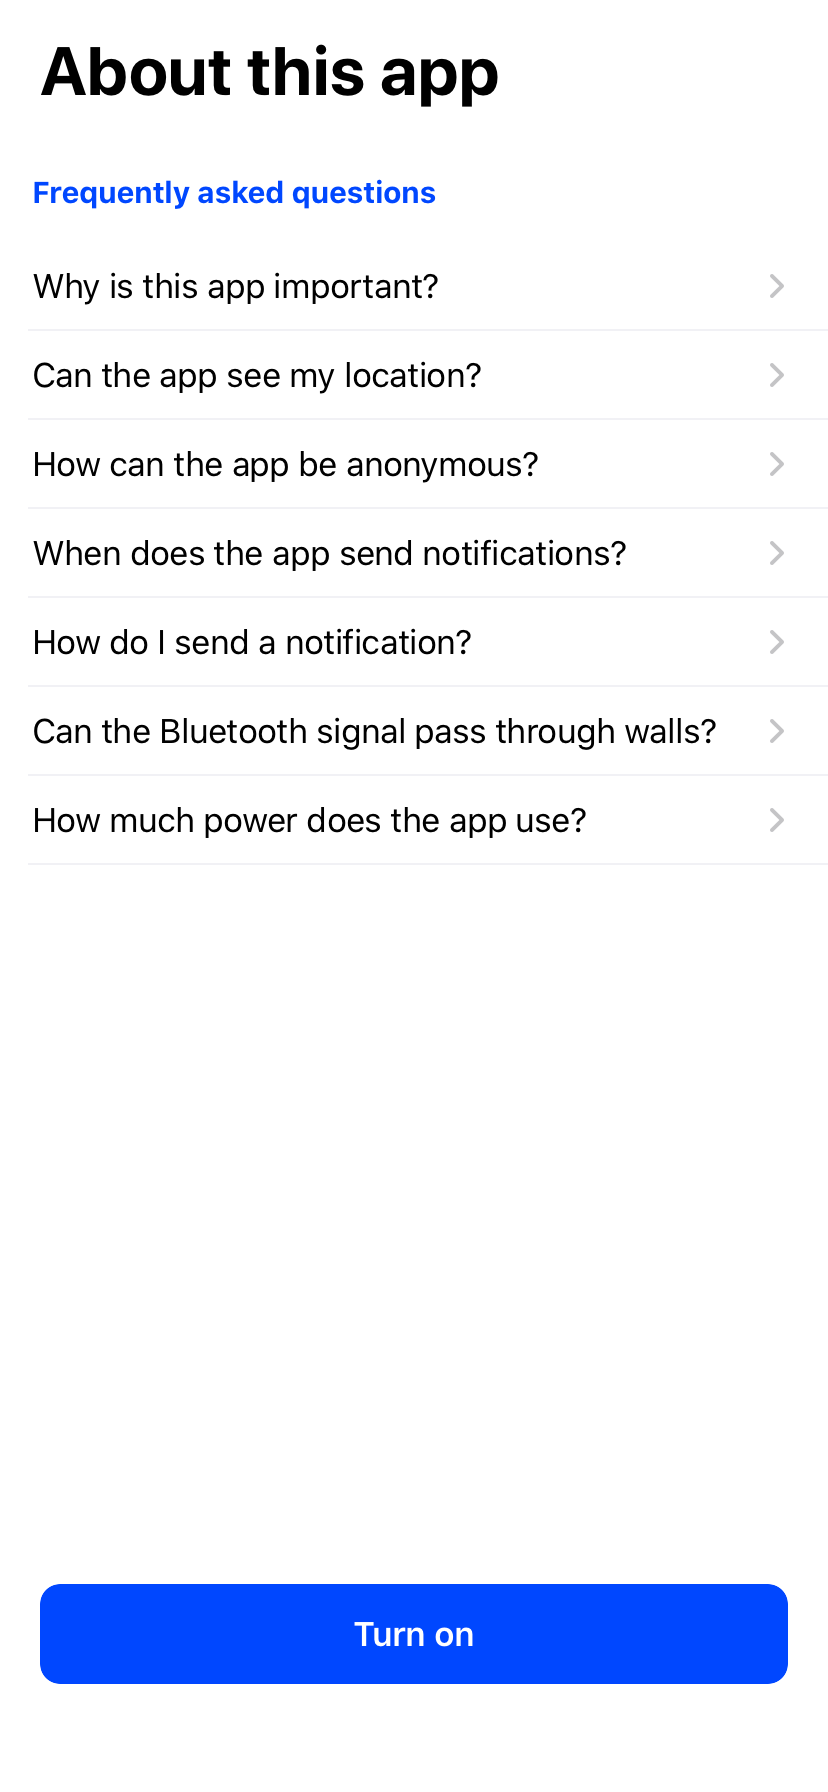 About this app
Frequently asked questions
Why is this app important?
Can the app see my location?
How can the app be anonymous?
When does the app send notifications?
How do I send a notification?
Can the Bluetooth signal pass through walls?
How much power does the app use?
Turn on